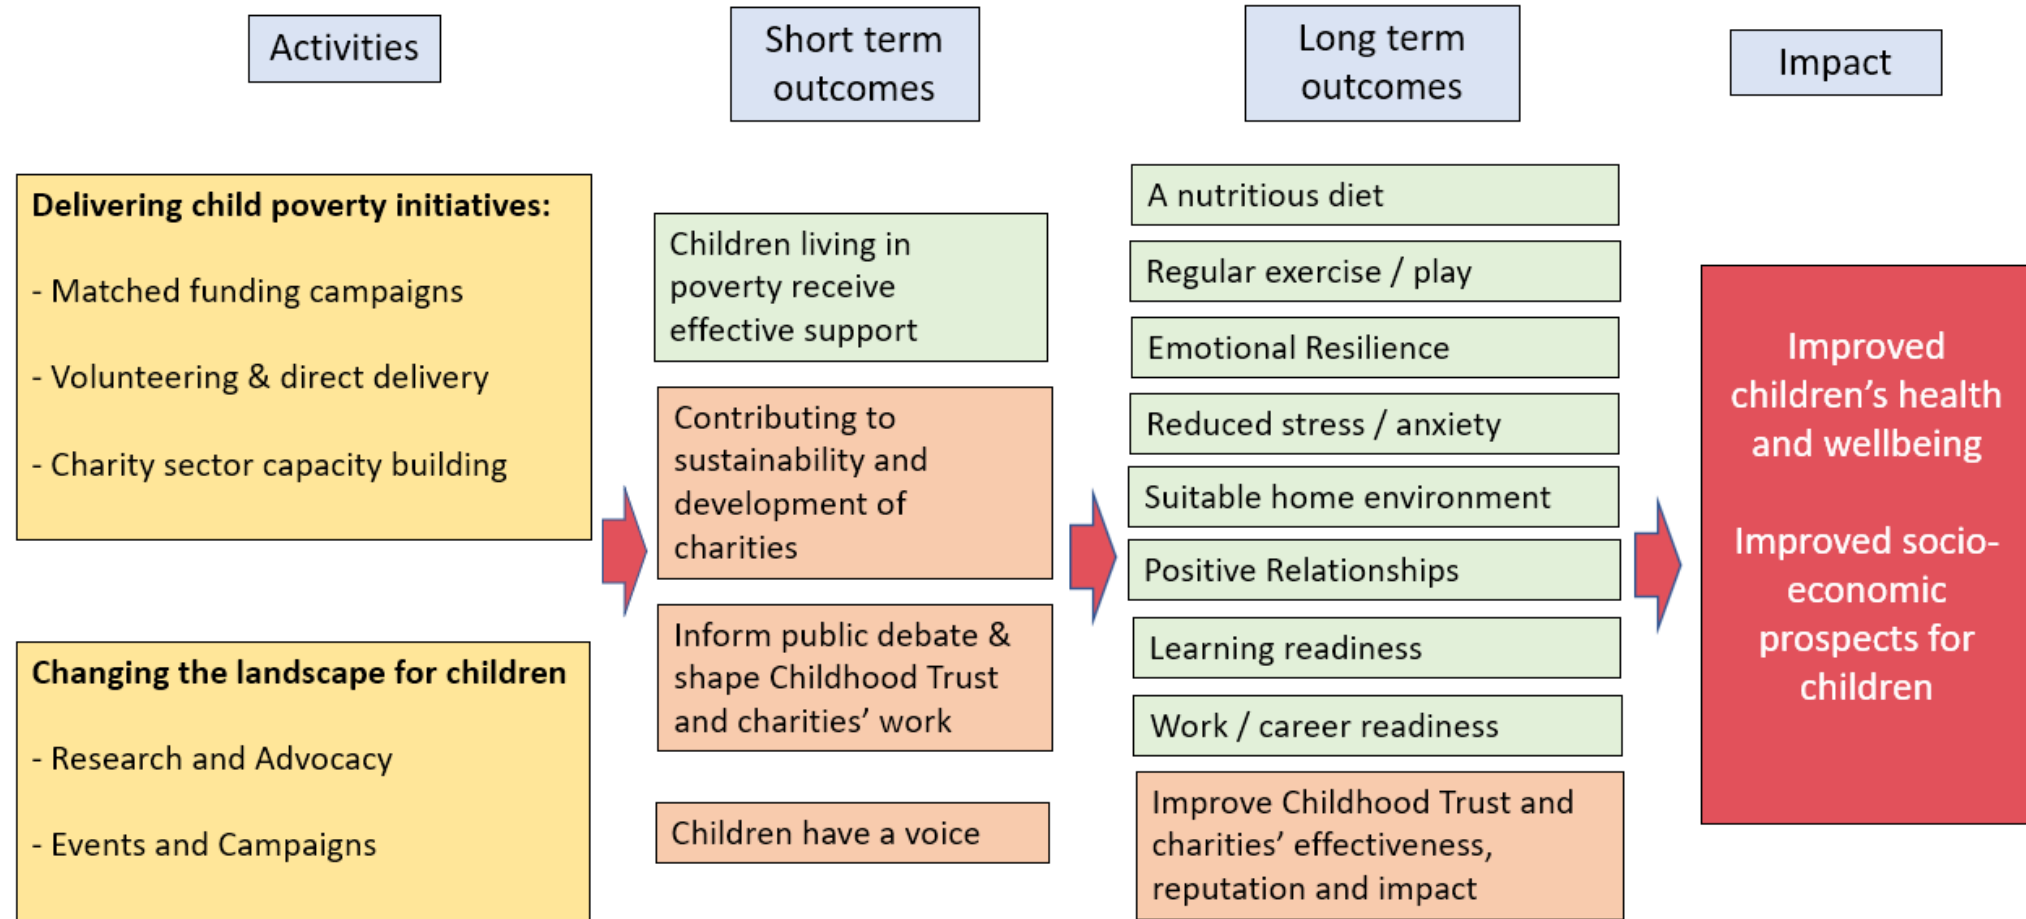 Activities
Short term
outcomes
Long term
outcomes
Impact
Delivering child poverty initiatives:
- Matched funding campaigns
- Volunteering & direct delivery
- Charity sector capacity building
Changing the landscape for children
- Research and Advocacy
- Events and Campaigns
Children living in
poverty receive
effective support
Contributing to
sustainability and
development of
charities
Inform public debate &
shape Childhood Trust
and charities’ work
Children have a voice
A nutritious diet
Regular exercise / play
Emotional Resilience
Reduced stress / anxiety
Suitable home environment
Positive Relationships
Learning readiness
Work / career readiness
Improve Childhood Trust and
charities’ effectiveness,
reputation and impact
Improved
children’s health
and wellbeing
Improved socio-
economic
prospects for
children